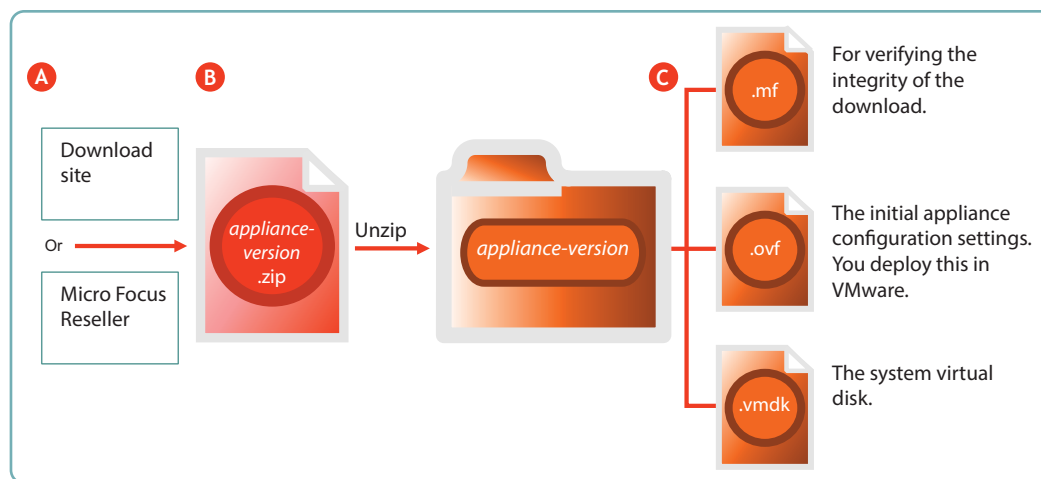 A
Download
site
Or
Micro Focus
Reseller
B
appliance-
version
.zip
Unzip
appliance-version
C
.mf
For verifying the
integrity of the
download.
.ovf
The initial appliance
configuration settings.
You deploy this in
VMware.
.vmdk
The system virtual
disk.